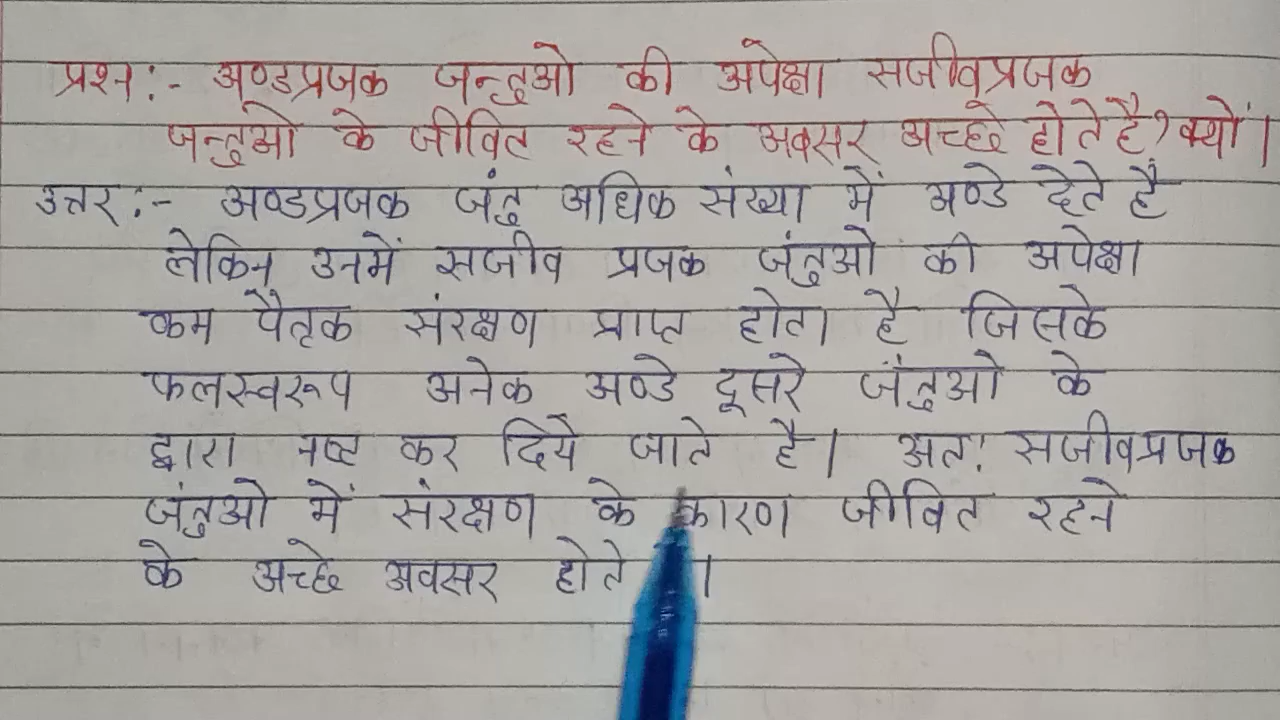 प्रश्न :- अण्डप्रजक जन्तुओ की अपेक्षा सजीवप्रजक
जन्तुओ के जीवित रहने के अवसर अच्छे होते है? क्यों।
उत्तर :- अण्डप्रजक जंतु अधिक संख्या में अण्डे देते है
लेकिन उनमें सजीव प्रजक जंतुओ की अपेक्षा
कम पैतृक संरक्षण प्राप्त होता है जिसके
फलस्वरूप अनेक अण्डे दूसरे जंतुओ के
द्वारा नष्ट कर दिये जाते है। अतः सजीवप्रजक
जंतुओ में संरक्षण के कारण जीवित रहने
के अच्छे अवसर होते ।